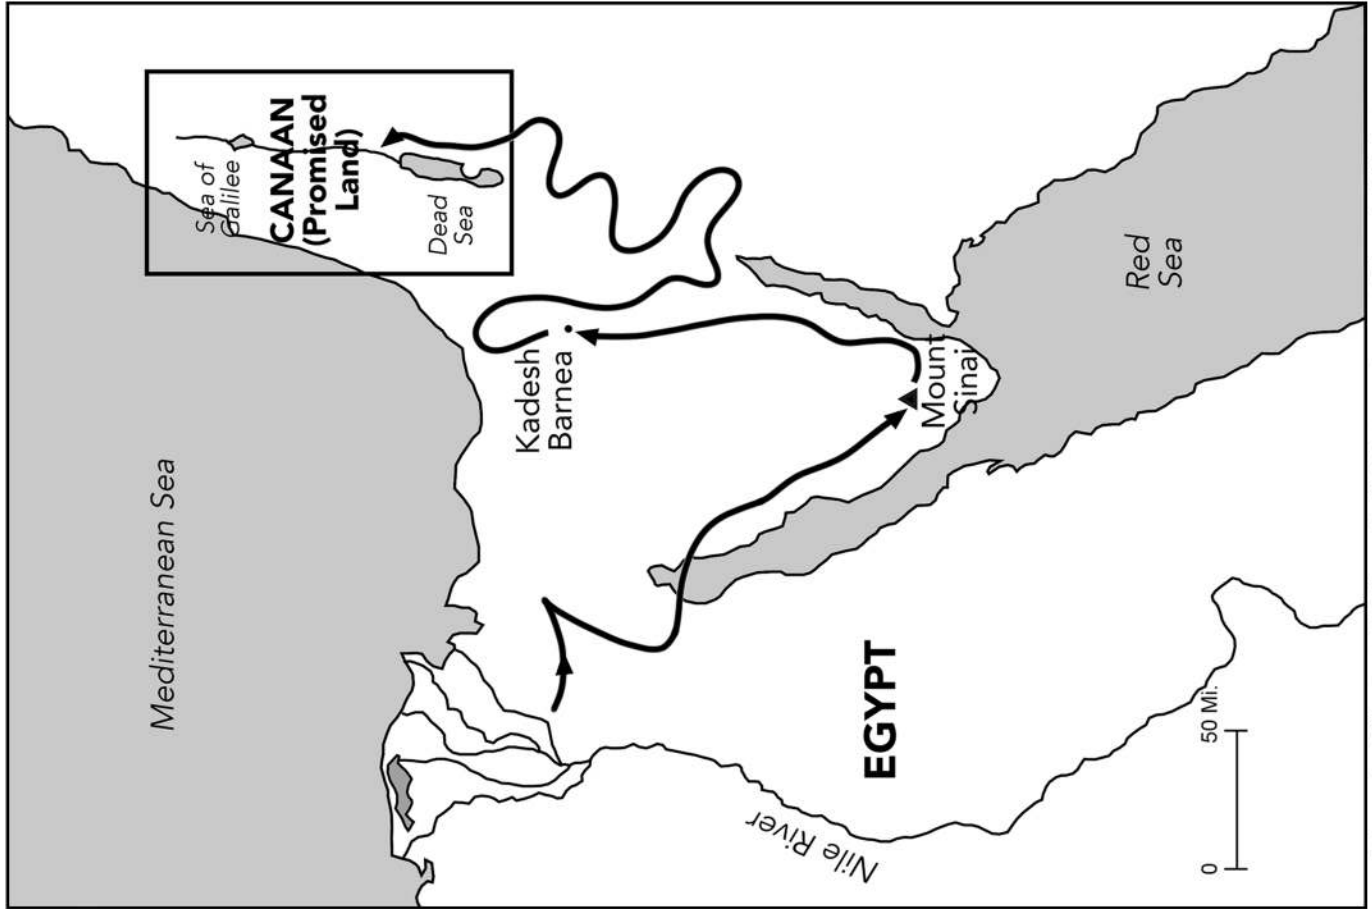 Mediterranean Sea
Sea of
Galilee
CANAAN
(Promised
Land)
Dead
Sea
Kadesh
Barnea
Mount
Sinai
Red
Sea
EGYPT
Nile River
0
50 Mi.